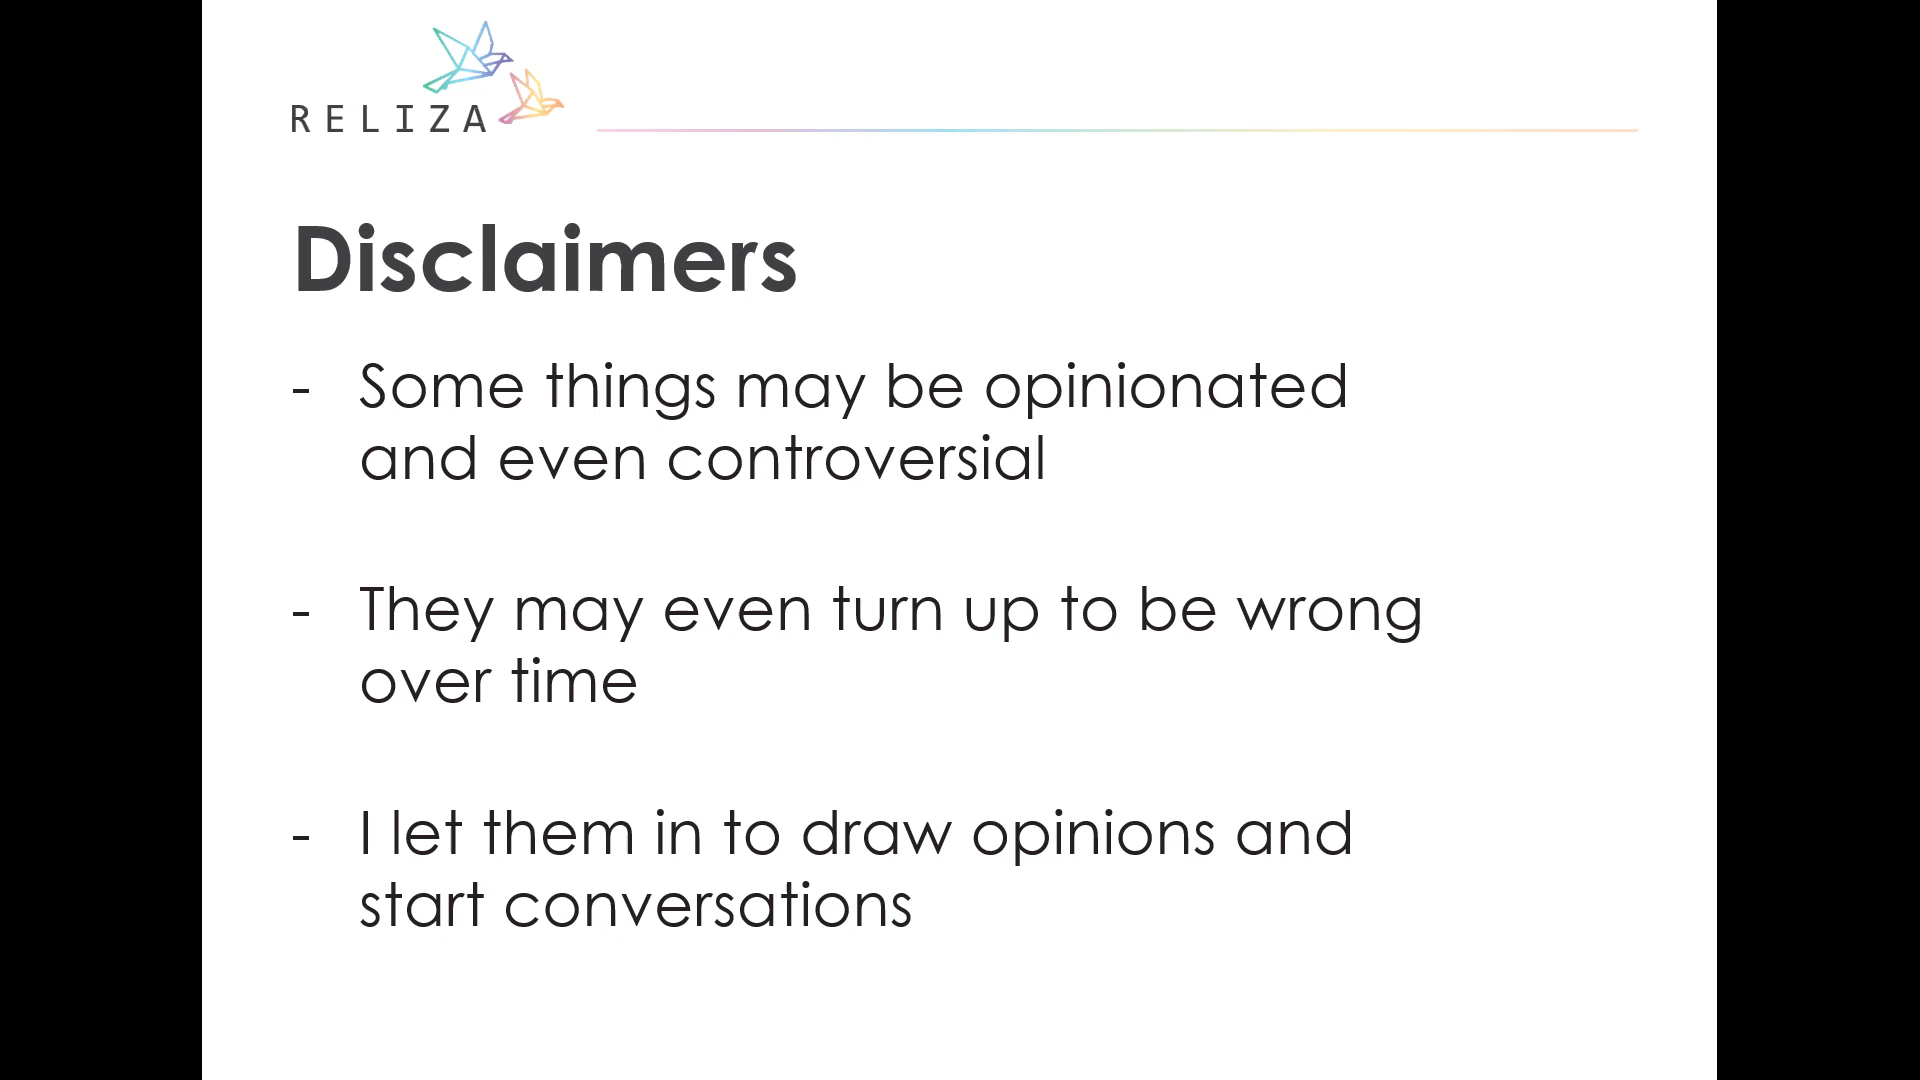 RELIZA
Disclaimers
- Some things may be opinionated
and even controversial
- They may even turn up to be wrong
over time
- I let them in to draw opinions and
start conversations